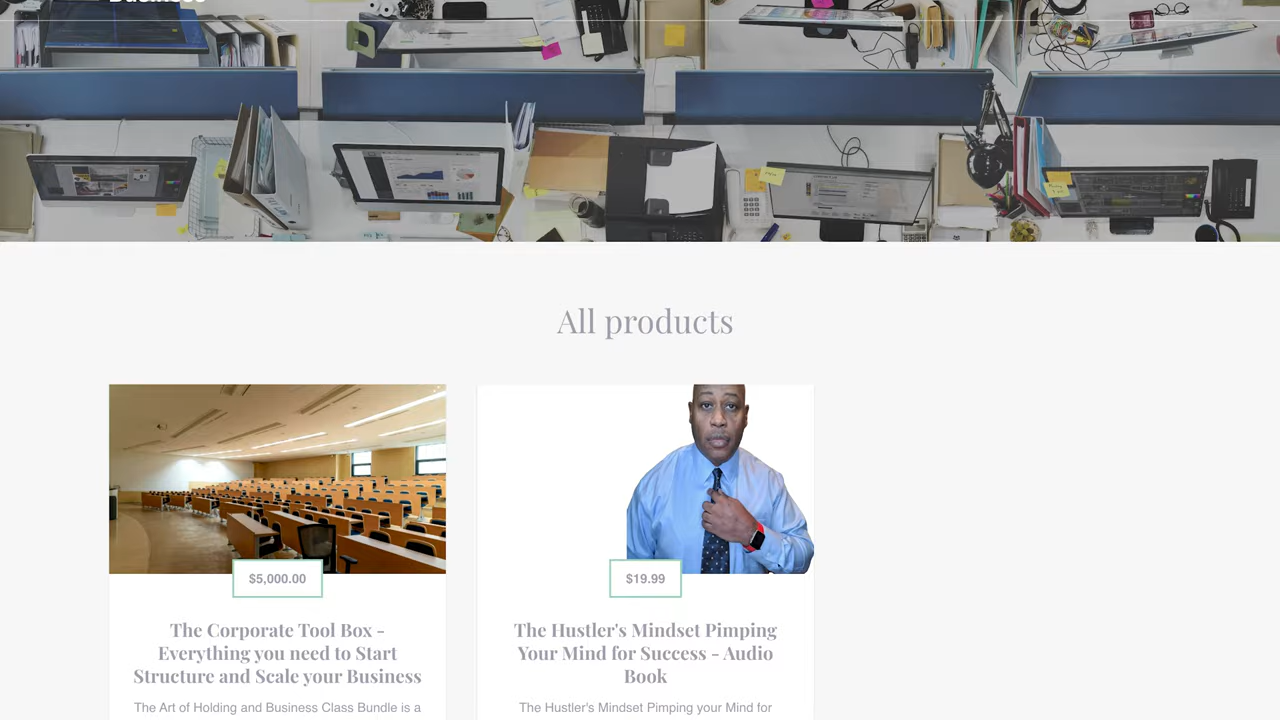 All products
$5,000.00
The Corporate Tool Box -
Everything you need to Start
Structure and Scale your Business
The Art of Holding and Business Class Bundle is a
$19.99
The Hustler's Mindset Pimping
Your Mind for Success - Audio
Book
The Hustler's Mindset Pimping your Mind for